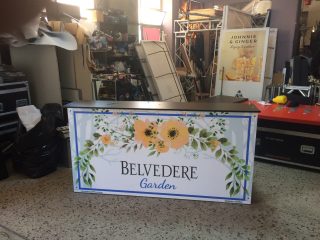 JOHNNIE
& GINGER
BELVEDERE
Garden